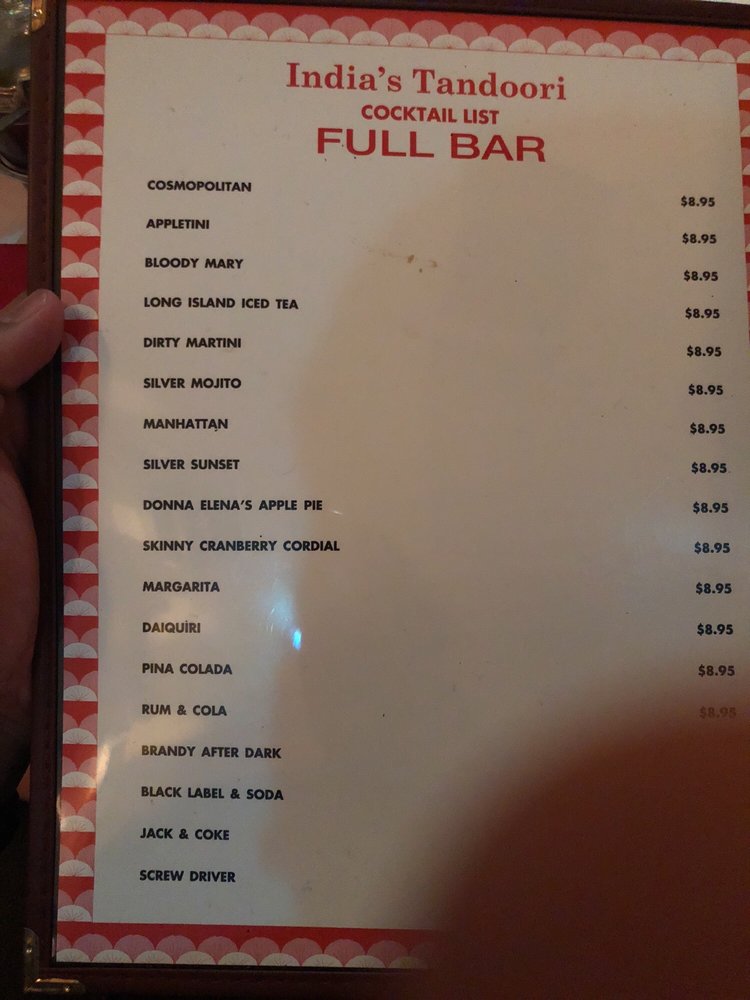 India's Tandoori
COCKTAIL LIST
FULL BAR
COSMOPOLITAN $8.95
APPLETINI $8.95
BLOODY MARY $8.95
LONG ISLAND ICED TEA $8.95
DIRTY MARTINI $8.95
SILVER MOJITO $8.95
MANHATTAN $8.95
SILVER SUNSET $8.95
DONNA ELENA'S APPLE PIE $8.95
SKINNY CRANBERRY CORDIAL $8.95
MARGARITA $8.95
DAIQUIRI $8.95
PINA COLADA $8.95
RUM & COLA $8.95
BRANDY AFTER DARK
BLACK LABEL & SODA
JACK & COKE
SCREW DRIVER